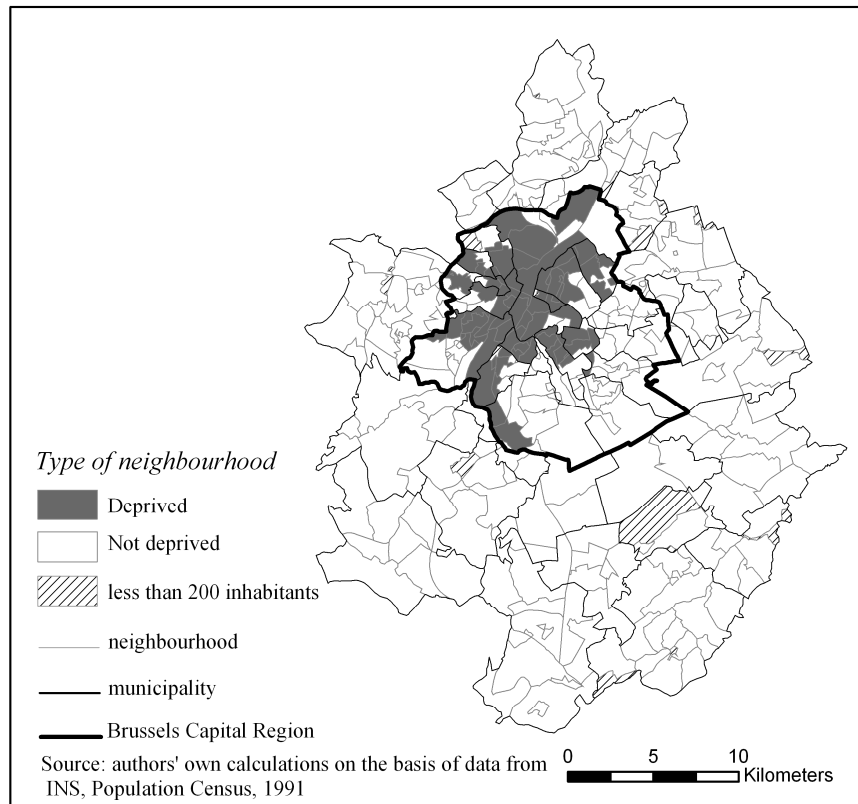 Type of neighbourhood
Deprived
Not deprived
less than 200 inhabitants
neighbourhood
municipality
Brussels Capital Region
Source: authors' own calculations on the basis of data from
INS, Population Census, 1991
0 5 10
Kilometers